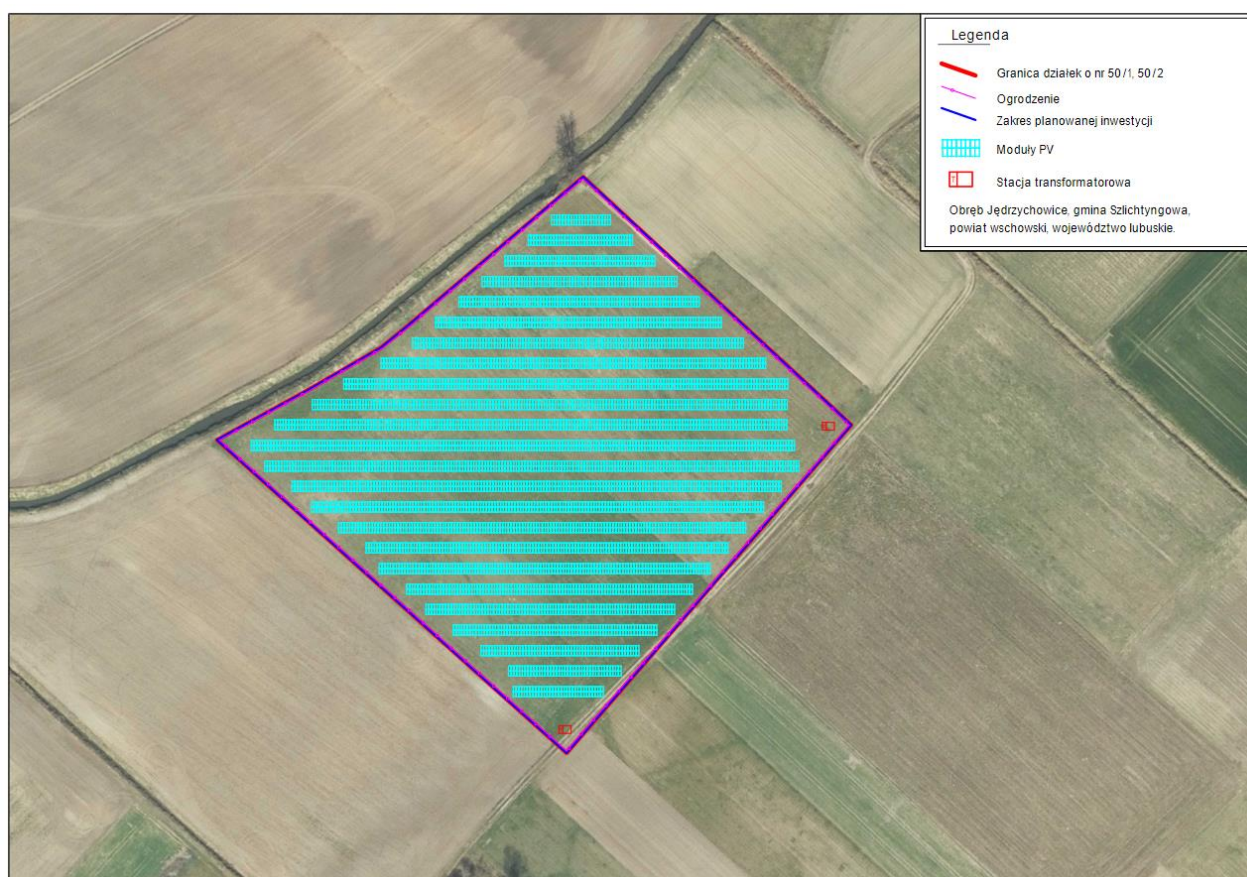 Legenda
Granica działek o nr 50/1, 50/2
Ogrodzenie
Zakres planowanej inwestycji
Moduły PV
Stacja transformatorowa
Obręb Jędrzychowice, gmina Szlichtyngowa,
powiat wschowski, województwo lubuskie.